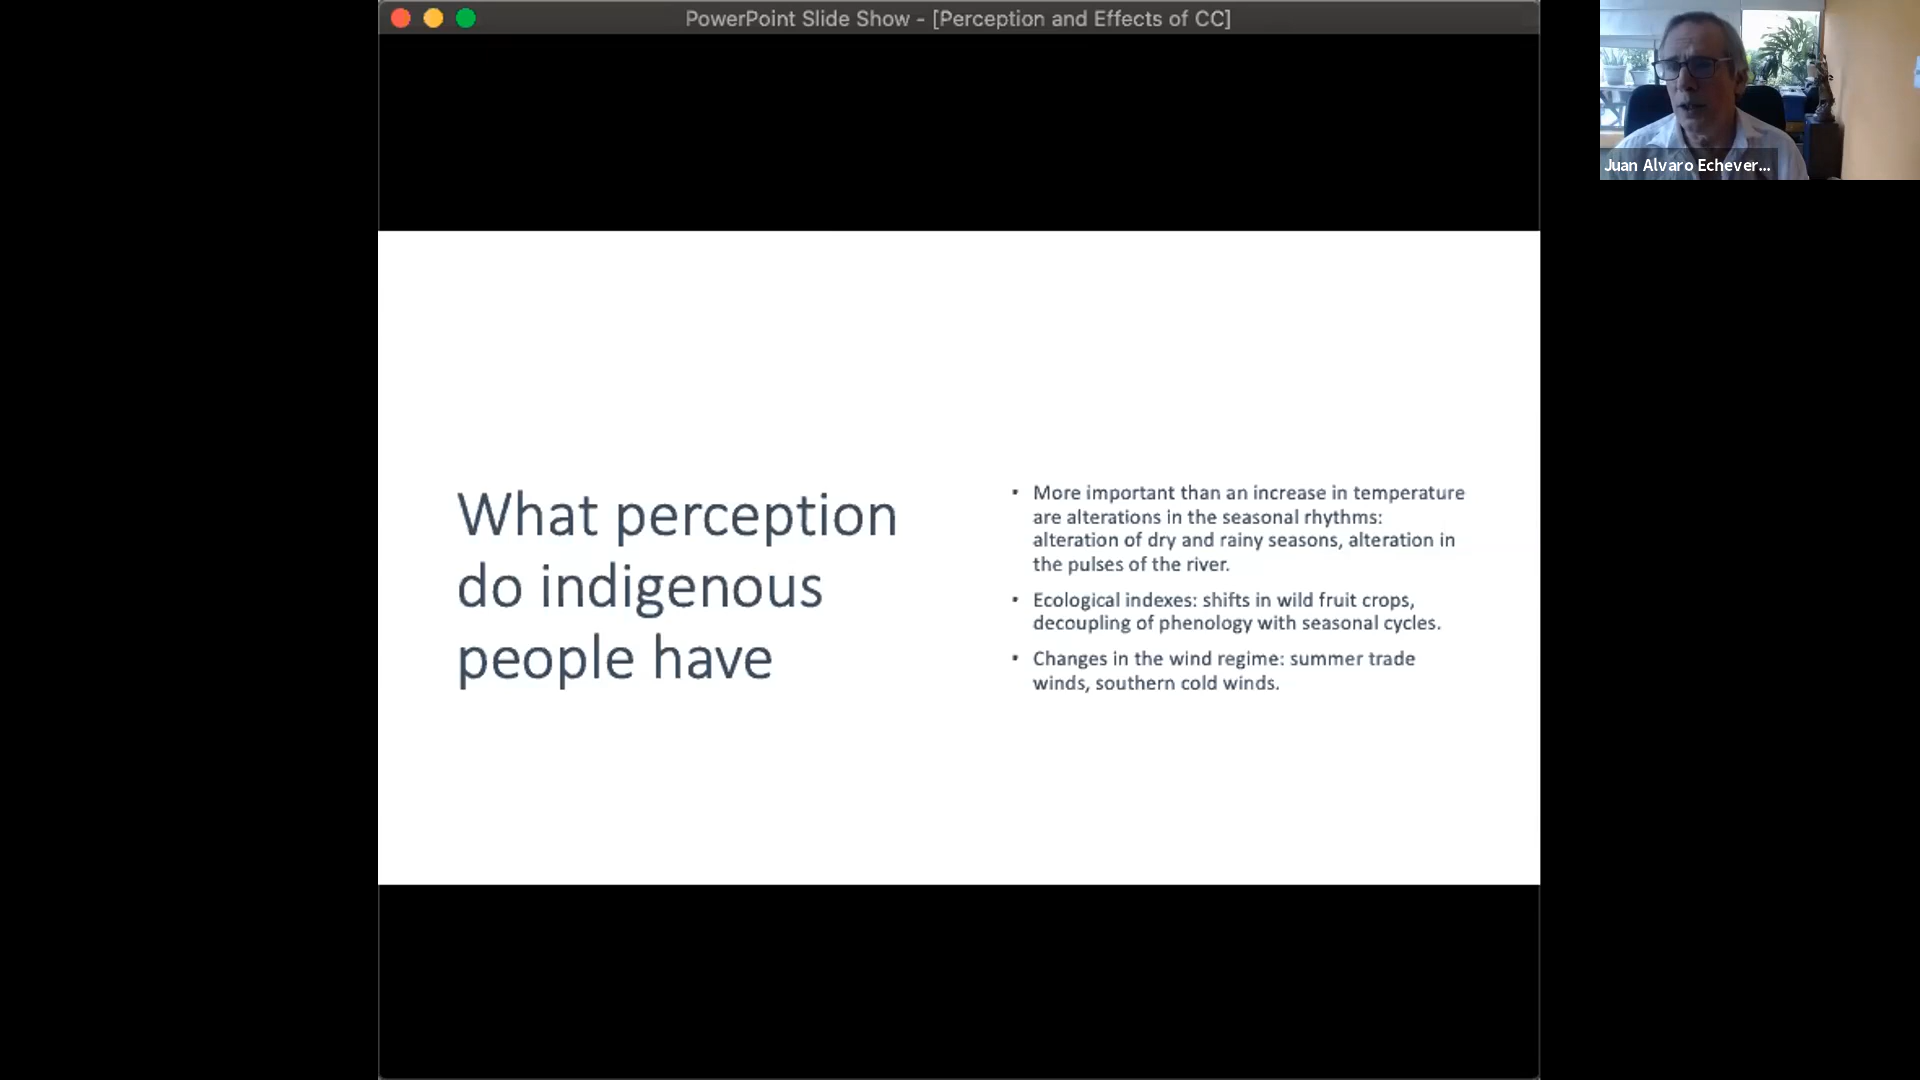 PowerPoint Slide Show - [Perception and Effects of CC]
Juan Alvaro Echever...
What perception
do indigenous
people have
• More important than an increase in temperature
are alterations in the seasonal rhythms:
alteration of dry and rainy seasons, alteration in
the pulses of the river.
• Ecological indexes: shifts in wild fruit crops,
decoupling of phenology with seasonal cycles.
• Changes in the wind regime: summer trade
winds, southern cold winds.